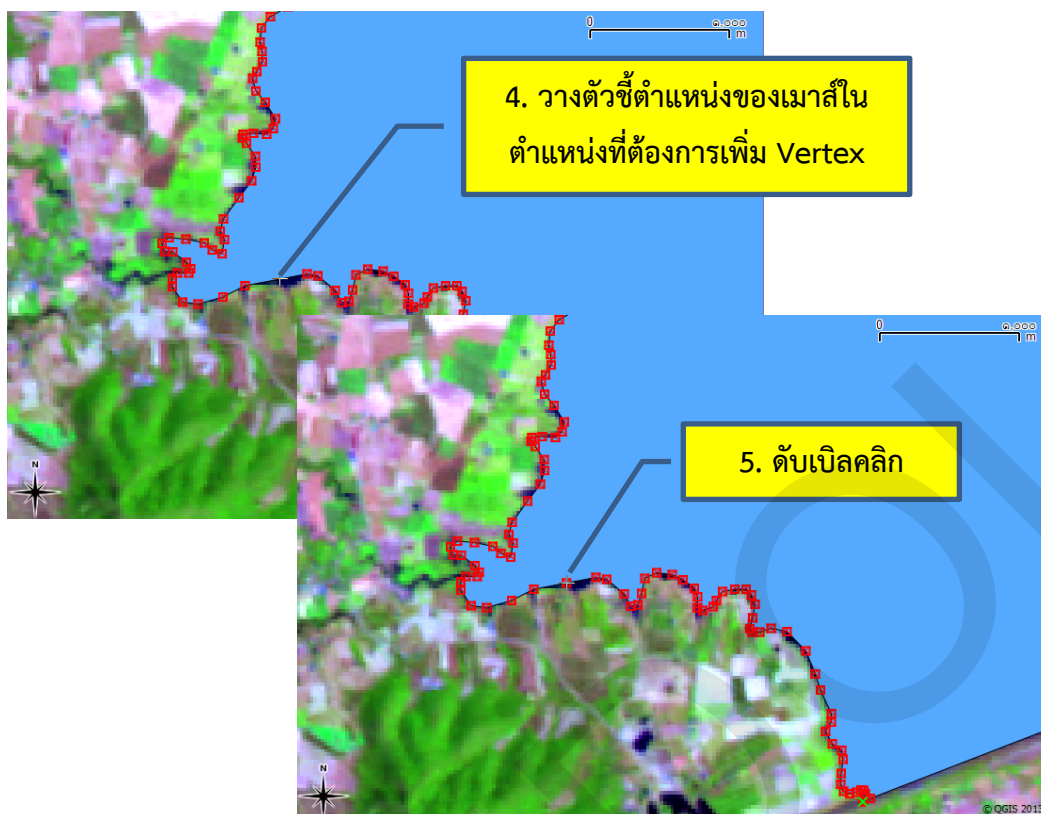 0 ๑.๐๐๐
m
4. วางตัวชี้ตำแหน่งของเมาส์ใน
ตำแหน่งที่ต้องการเพิ่ม Vertex
N
0 ๑.๐๐๐
m
5. ดับเบิลคลิก
N
© QGIS 2013